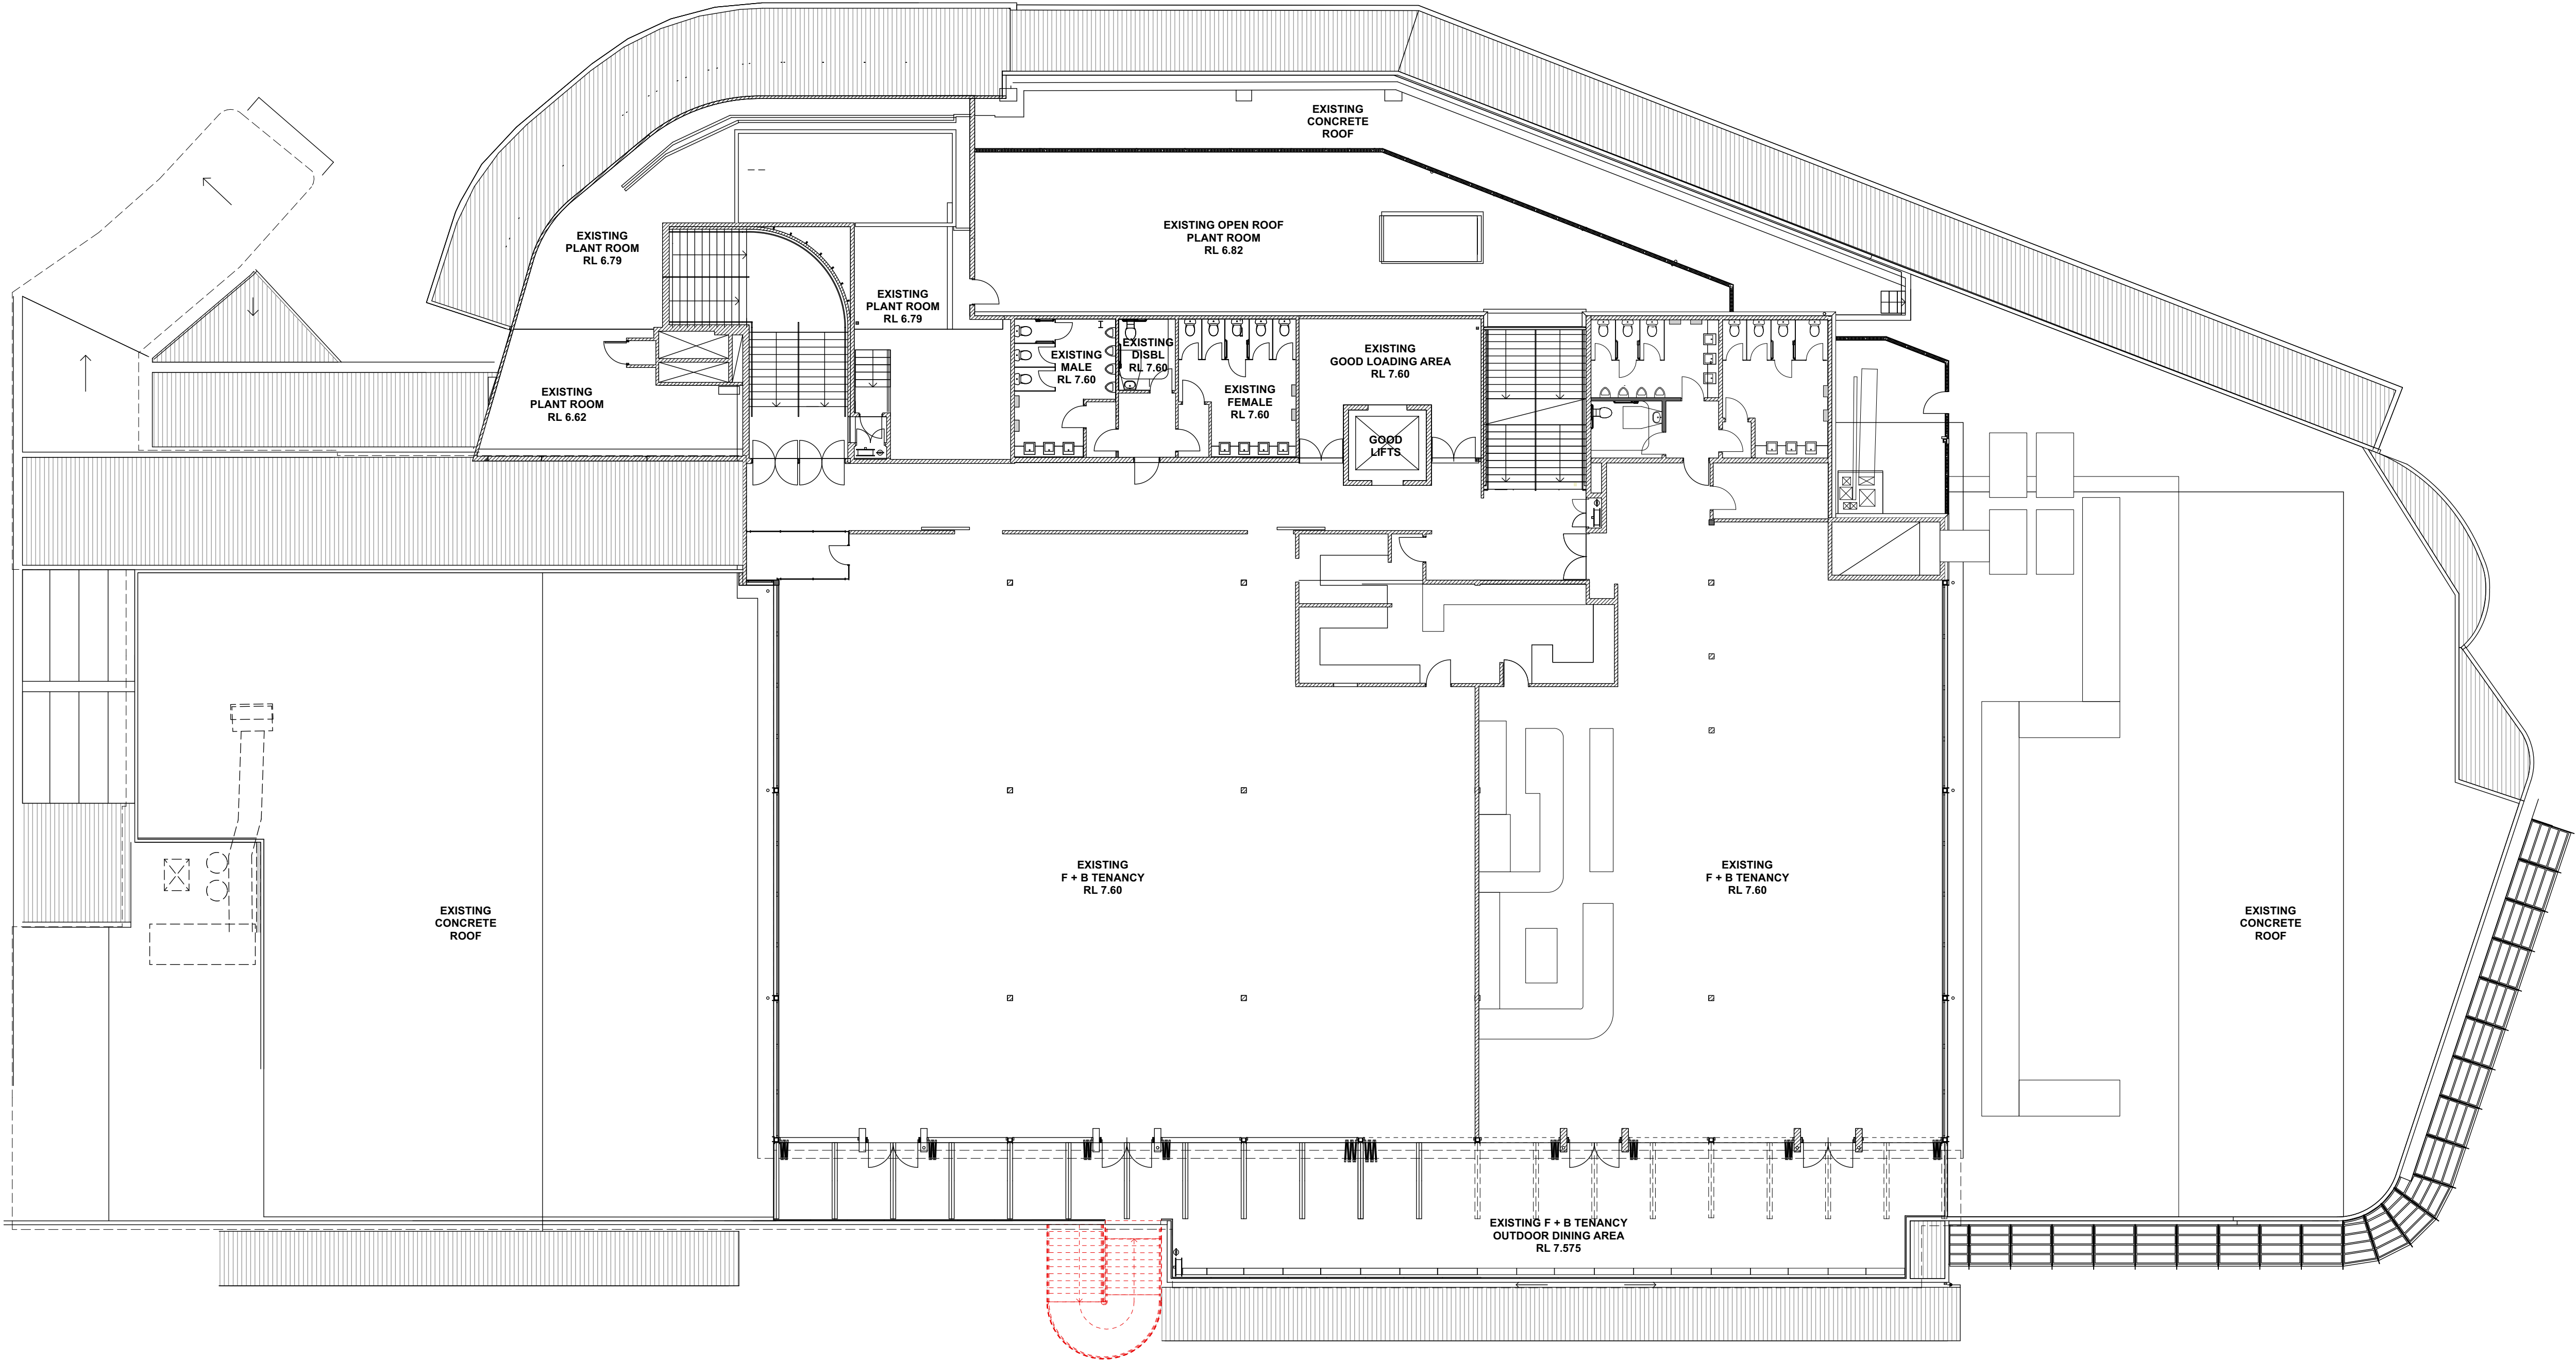 EXISTING
CONCRETE
ROOF
EXISTING OPEN ROOF
PLANT ROOM
RL 6.82
EXISTING
PLANT ROOM
RL 6.79
EXISTING
PLANT ROOM
RL 6.79
EXISTING
PLANT ROOM
RL 6.62
EXISTING
MALE
RL 7.60
EXISTING
DISBL
RL 7.60
EXISTING
FEMALE
RL 7.60
EXISTING
GOOD LOADING AREA
RL 7.60
GOOD
LIFTS
EXISTING
F + B TENANCY
RL 7.60
EXISTING
F + B TENANCY
RL 7.60
EXISTING
CONCRETE
ROOF
EXISTING
CONCRETE
ROOF
EXISTING F + B TENANCY
OUTDOOR DINING AREA
RL 7.575